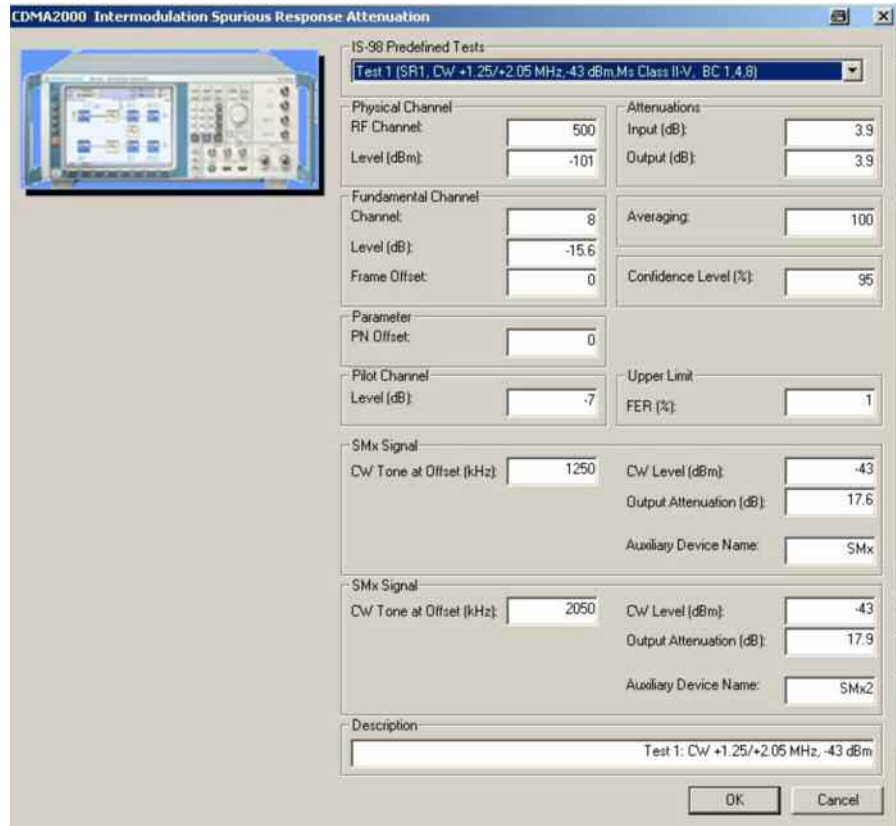 CDMA2000 Intermodulation Spurious Response Attenuation
IS-98 Predefined Tests
Test 1 (SR1, CW +1.25/+2.05 MHz,-43 dBm,Ms Class II-V, BC 1,4,8)
Physical Channel
RF Channel: 500
Level (dBm): -101
Attenuations
Input (dB): 3.9
Output (dB): 3.9
Fundamental Channel
Channel: 8
Level (dB): -15.6
Frame Offset: 0
Averaging: 100
Confidence Level (%): 95
Parameter
PN Offset: 0
Pilot Channel
Level (dB): -7
Upper Limit
FER (%): 1
SMx Signal
CW Tone at Offset (kHz): 1250
CW Level (dBm): -43
Output Attenuation (dB): 17.6
Auxiliary Device Name: SMx
SMx Signal
CW Tone at Offset (kHz): 2050
CW Level (dBm): -43
Output Attenuation (dB): 17.9
Auxiliary Device Name: SMx2
Description
Test 1: CW +1.25/+2.05 MHz, -43 dBm
OK
Cancel